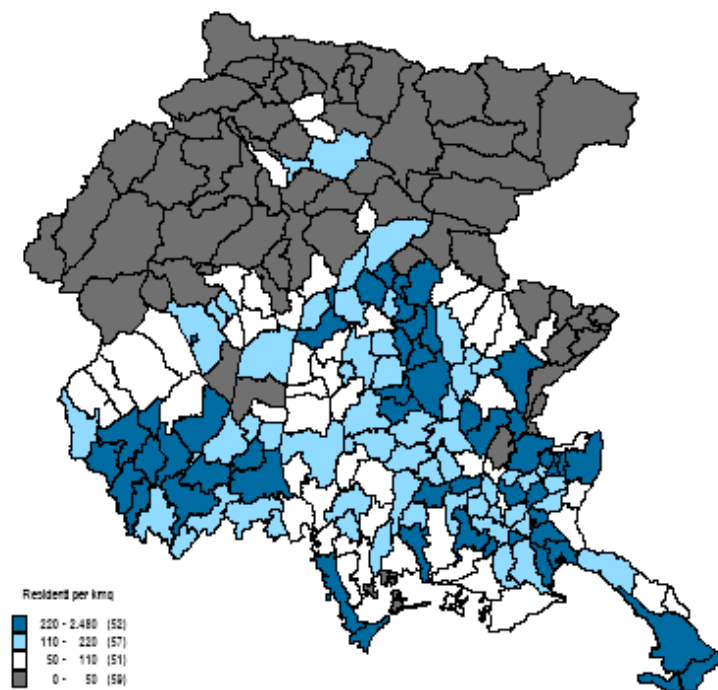 Residenti per kmq
220 - 2.480 (52)
110 - 220 (57)
50 - 110 (51)
0 - 50 (59)